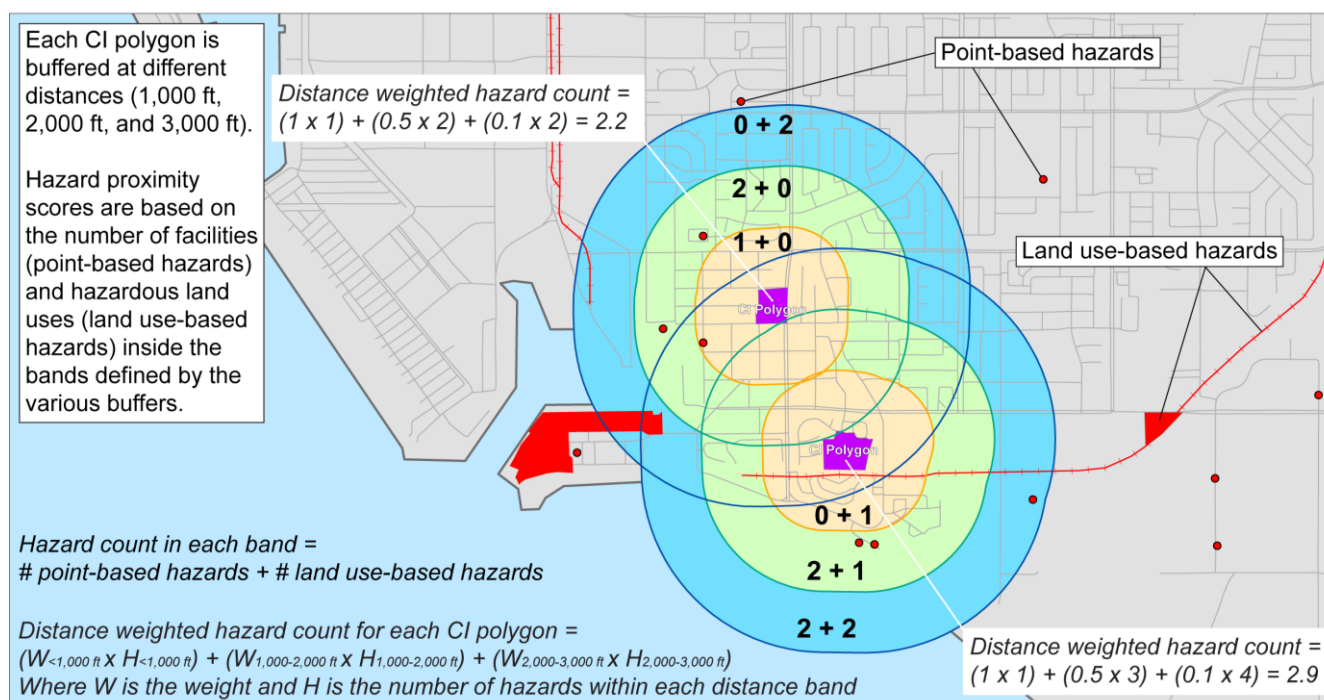 Each CI polygon is
buffered at different
distances (1,000 ft,
2,000 ft, and 3,000 ft).
Hazard proximity
scores are based on
the number of facilities
(point-based hazards)
and hazardous land
uses (land use-based
hazards) inside the
bands defined by the
various buffers.
Distance weighted hazard count =
(1 x 1) + (0.5 x 2) + (0.1 x 2) = 2.2
Point-based hazards
0 + 2
2 + 0
1 + 0
Land use-based hazards
CI Polygon
CI Polygon
0 + 1
2 + 1
2 + 2
Hazard count in each band =
# point-based hazards + # land use-based hazards
Distance weighted hazard count for each CI polygon =
(W<1,000 ft x H<1,000 ft) + (W1,000-2,000 ft x H1,000-2,000 ft) + (W2,000-3,000 ft x H2,000-3,000 ft)
Where W is the weight and H is the number of hazards within each distance band
Distance weighted hazard count =
(1 x 1) + (0.5 x 3) + (0.1 x 4) = 2.9